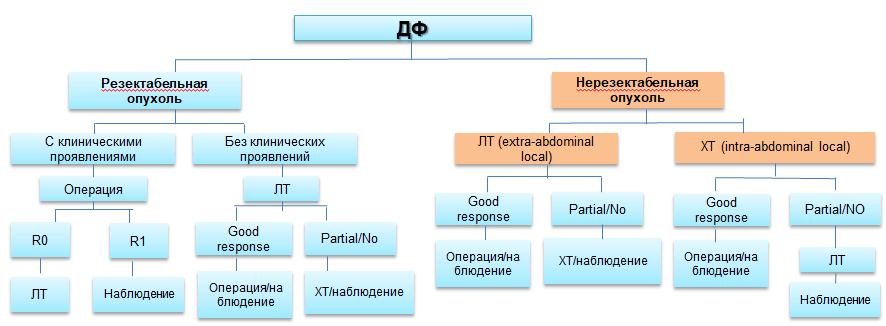 ДФ
Резектабельная
опухоль
Нерезектабельная
опухоль
С клиническими
проявлениями
Без клинических
проявлений
ЛТ (extra-abdominal
local)
ХТ (intra-abdominal local)
Операция
ЛТ
Good
response
Partial/No
Good
response
Partial/NO
R0
R1
Good
response
Partial/No
Операция/на
блюдение
ХТ/наблюдение
Операция/на
блюдение
ЛТ
ЛТ
Наблюдение
Операция/на
блюдение
ХТ/наблюдение
Наблюдение